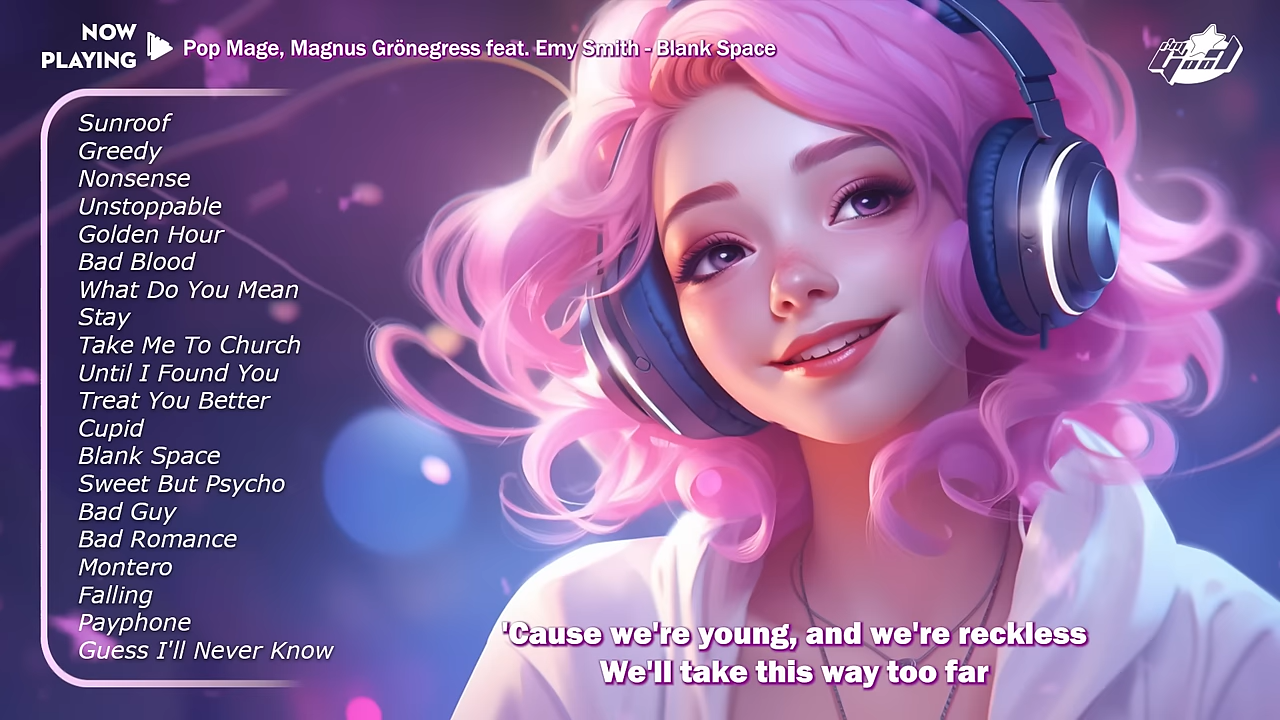 NOW
PLAYING
Pop Mage, Magnus Grönegress feat. Emy Smith - Blank Space
Sunroof
Greedy
Nonsense
Unstoppable
Golden Hour
Bad Blood
What Do You Mean
Stay
Take Me To Church
Until I Found You
Treat You Better
Cupid
Blank Space
Sweet But Psycho
Bad Guy
Bad Romance
Montero
Falling
Payphone
Guess I'll Never Know
'Cause we're young, and we're reckless
We'll take this way too far